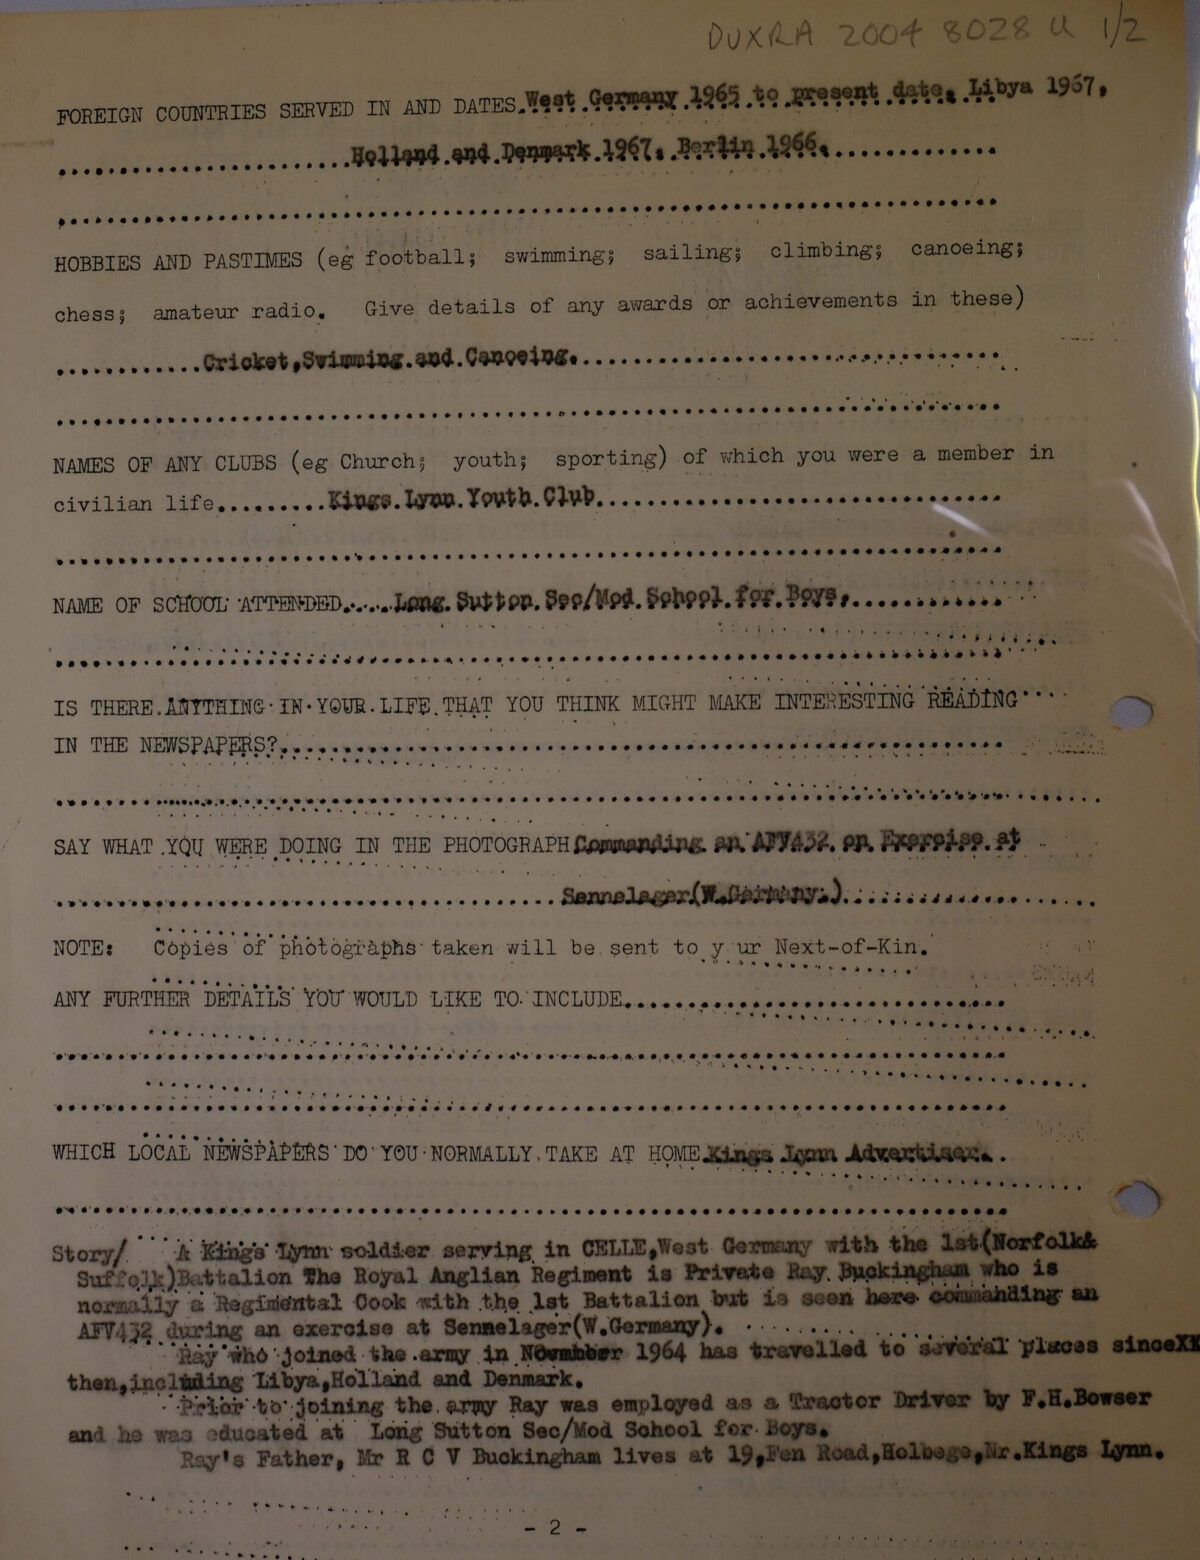 DUXRA 2004 8028 U 1/2
FOREIGN COUNTRIES SERVED IN AND DATES.West Germany 1965 to present date. Libya 1967,
Holland and Denmark 1967. Berlin 1966.
HOBBIES AND PASTIMES (eg football; swimming; sailing; climbing; canoeing;
chess; amateur radio. Give details of any awards or achievements in these)
Cricket,Swimming and Canoeing.
NAMES OF ANY CLUBS (eg Church; youth; sporting) of which you were a member in
civilian life.........Kings Lynn Youth Club
NAME OF SCHOOL ATTENDED.....Long Sutton Sec/Mod School for Boys.
IS THERE ANYTHING IN YOUR LIFE THAT YOU THINK MIGHT MAKE INTERESTING READING
IN THE NEWSPAPERS?
SAY WHAT YOU WERE DOING IN THE PHOTOGRAPH Commanding an AFV432 on Exercise at
Sennelager(W.Germany.)
NOTE: Copies of photographs taken will be sent to y ur Next-of-Kin.
ANY FURTHER DETAILS YOU WOULD LIKE TO INCLUDE
WHICH LOCAL NEWSPAPERS DO YOU NORMALLY TAKE AT HOME Kings Lynn Advertiser.
Story/ A Kings Lynn soldier serving in CELLE,West Germany with the 1st(Norfolk&
Suffolk)Battalion The Royal Anglian Regiment is Private Ray Buckingham who is
normally a Regimental Cook with the 1st Battalion but is seen here commanding an
AFV432 during an exercise at Sennelager(W.Germany).
Ray who joined the army in November 1964 has travelled to several places sinceXX
then,including Libya,Holland and Denmark.
Prior to joining the army Ray was employed as a Tractor Driver by F.H.Bowser
and he was educated at Long Sutton Sec/Mod School for Boys.
Ray's Father, Mr R C V Buckingham lives at 19,Fen Road,Holbege,Nr.Kings Lynn.
- 2 -